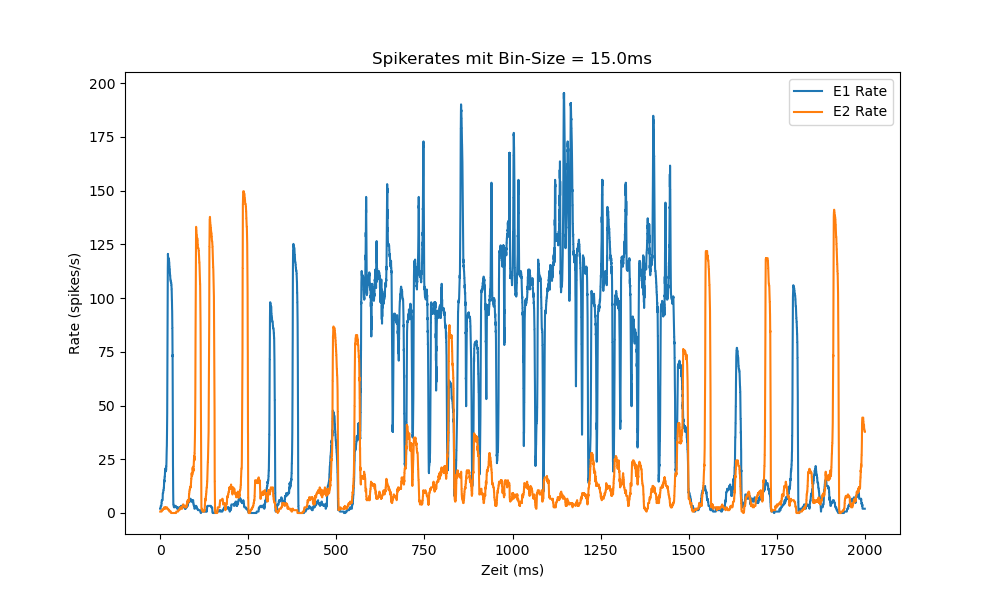 Spikerates mit Bin-Size = 15.0ms
E1 Rate
E2 Rate
200
175
150
125
100
75
50
25
0
Rate (spikes/s)
0 250 500 750 1000 1250 1500 1750 2000
Zeit (ms)